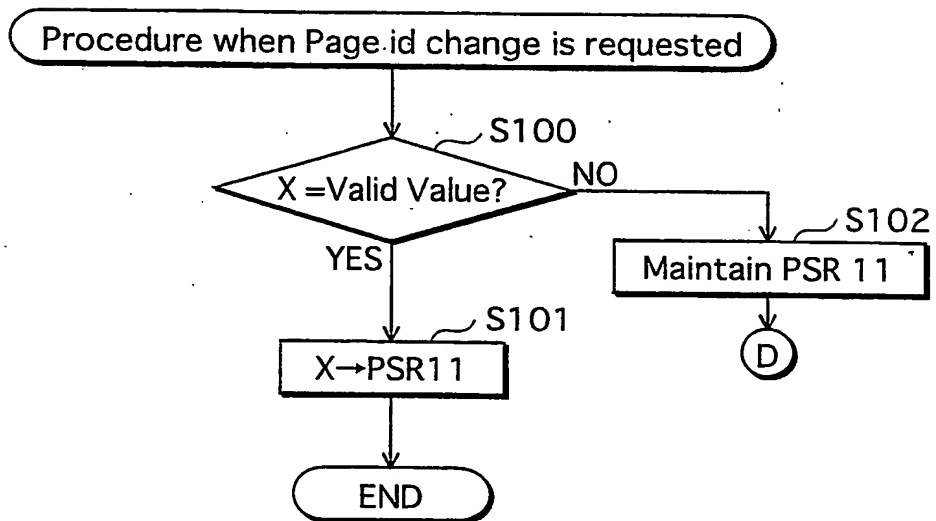 Procedure when Page id change is requested
S100
X =Valid Value?
NO
YES
S102
Maintain PSR 11
D
S101
X→PSR11
END